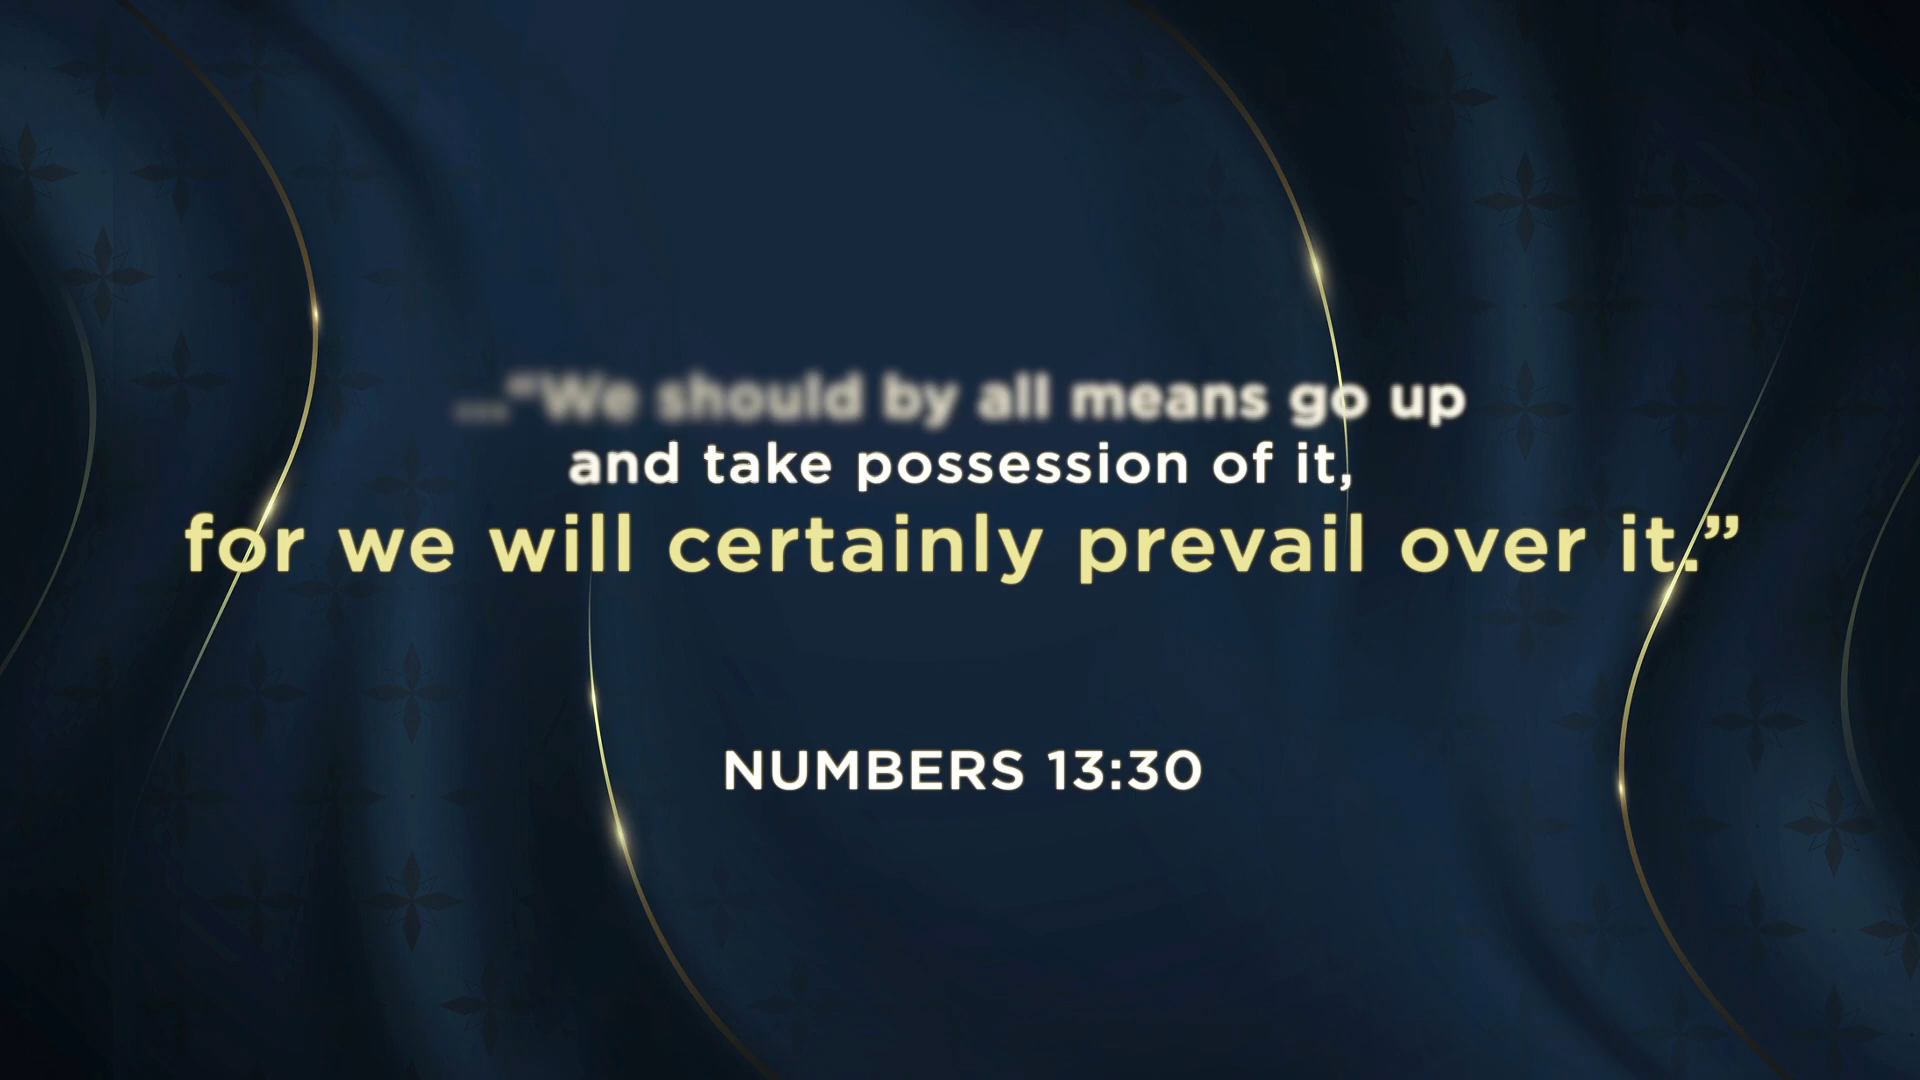 ..."We should by all means go up
and take possession of it,
for we will certainly prevail over it.”
NUMBERS 13:30